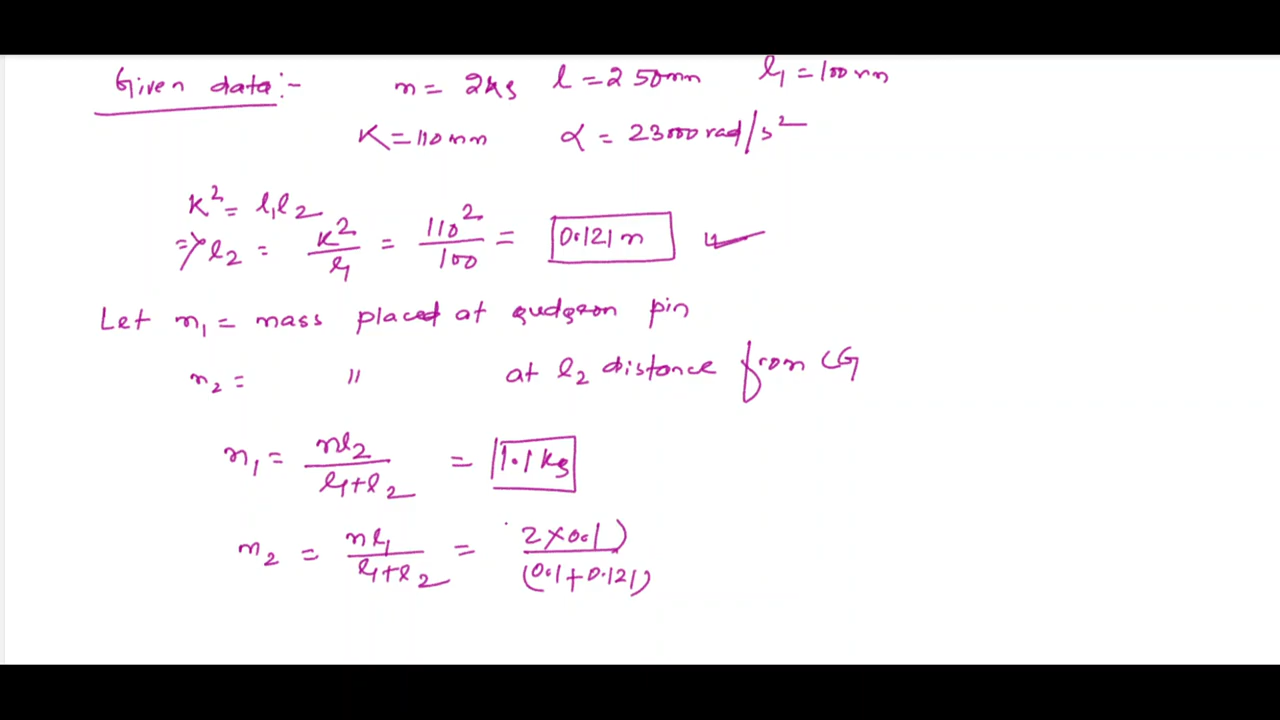 Given data:- m = 2kg l = 250mm l₁ = 100mm
K = 110mm α = 23000 rad/s²
K² = l₁l₂
⇒ l₂ = K²/l₁ = 110²/100 = 0.121m
Let m₁ = mass placed at gudgeon pin
m₂ = " at l₂ distance from CG
m₁ = ml₂/l₁+l₂ = 1.1 kg
m₂ = ml₁/l₁+l₂ = 2×0.1)/(0.1+0.121)